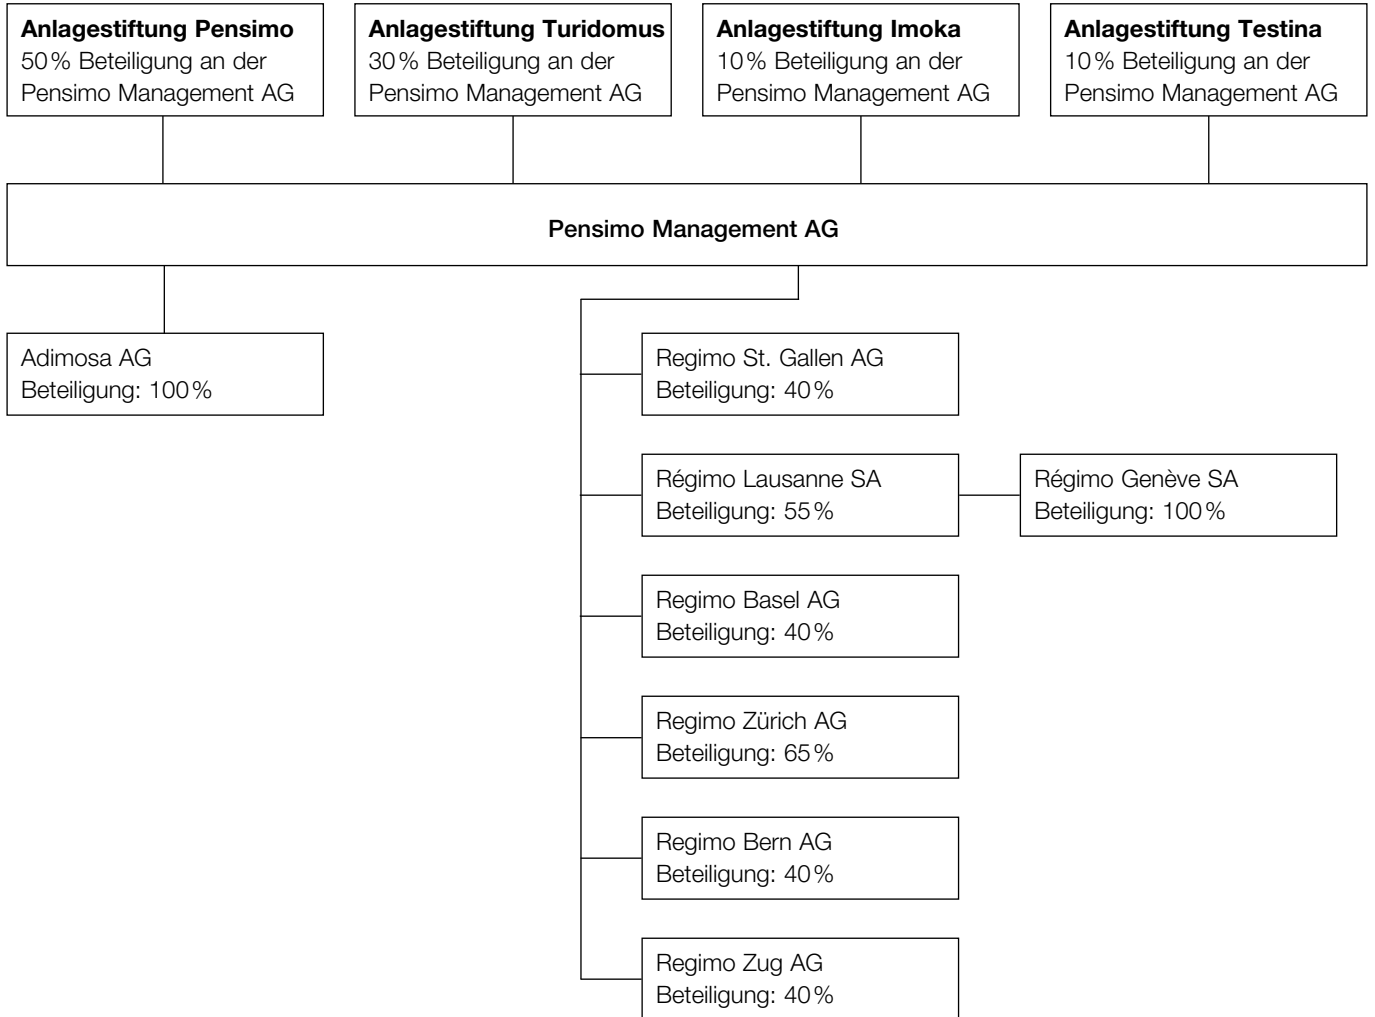 Anlagestiftung Pensimo
50% Beteiligung an der
Pensimo Management AG
Anlagestiftung Turidomus
30% Beteiligung an der
Pensimo Management AG
Anlagestiftung Imoka
10% Beteiligung an der
Pensimo Management AG
Anlagestiftung Testina
10% Beteiligung an der
Pensimo Management AG
Pensimo Management AG
Adimosa AG
Beteiligung: 100%
Regimo St. Gallen AG
Beteiligung: 40%
Régimo Lausanne SA
Beteiligung: 55%
Régimo Genève SA
Beteiligung: 100%
Regimo Basel AG
Beteiligung: 40%
Regimo Zürich AG
Beteiligung: 65%
Regimo Bern AG
Beteiligung: 40%
Regimo Zug AG
Beteiligung: 40%